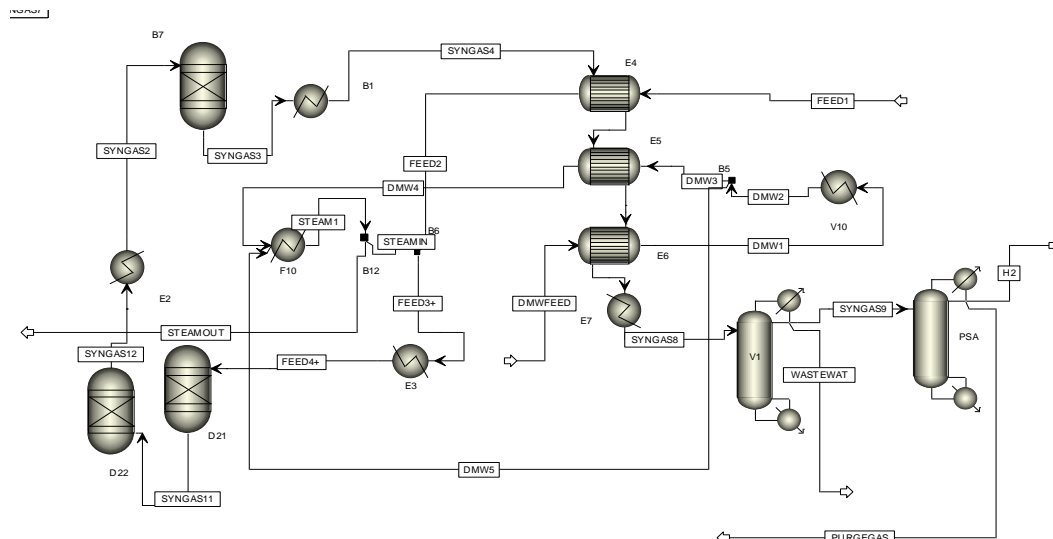 B7
SYNGAS4
E4
B1
FEED1
SYNGAS2
SYNGAS3
E5
FEED2
B5
DMW3
DMW4
DMW2
STEAM1
V10
B6
STEAMIN
DMW1
F10
E6
B12
H2
E2
FEED3+
DMWFEED
SYNGAS9
E7
STEAMOUT
SYNGAS8
PSA
SYNGAS12
V1
FEED4+
WASTEWAT
E3
D21
D22
DMW5
SYNGAS11
PURGEGAS